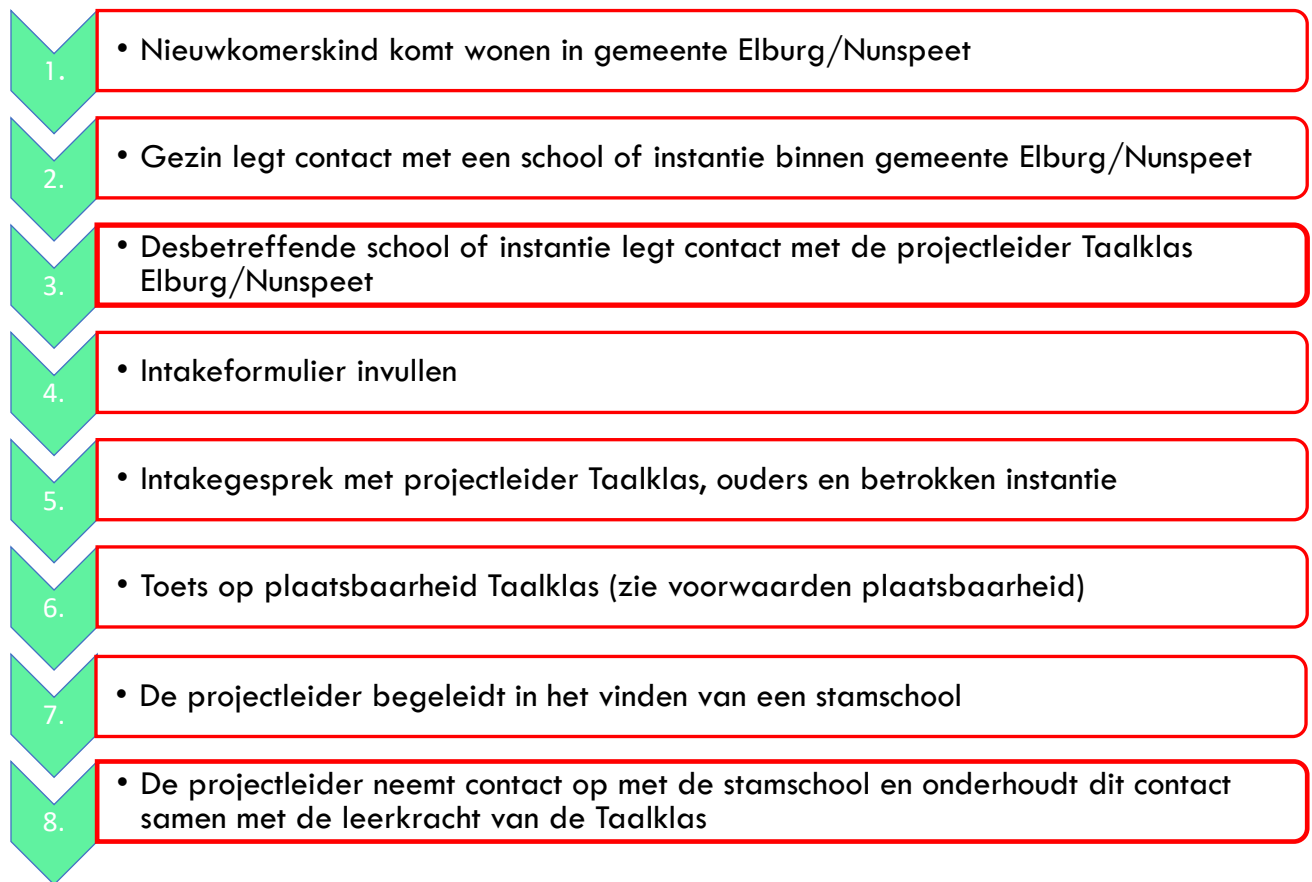 1.
• Nieuwkomerskind komt wonen in gemeente Elburg/Nunspeet
2.
• Gezin legt contact met een school of instantie binnen gemeente Elburg/Nunspeet
3.
• Desbetreffende school of instantie legt contact met de projectleider Taalklas
Elburg/Nunspeet
4.
• Intakeformulier invullen
5.
• Intakegesprek met projectleider Taalklas, ouders en betrokken instantie
6.
• Toets op plaatsbaarheid Taalklas (zie voorwaarden plaatsbaarheid)
7.
• De projectleider begeleidt in het vinden van een stamschool
8.
• De projectleider neemt contact op met de stamschool en onderhoudt dit contact
samen met de leerkracht van de Taalklas